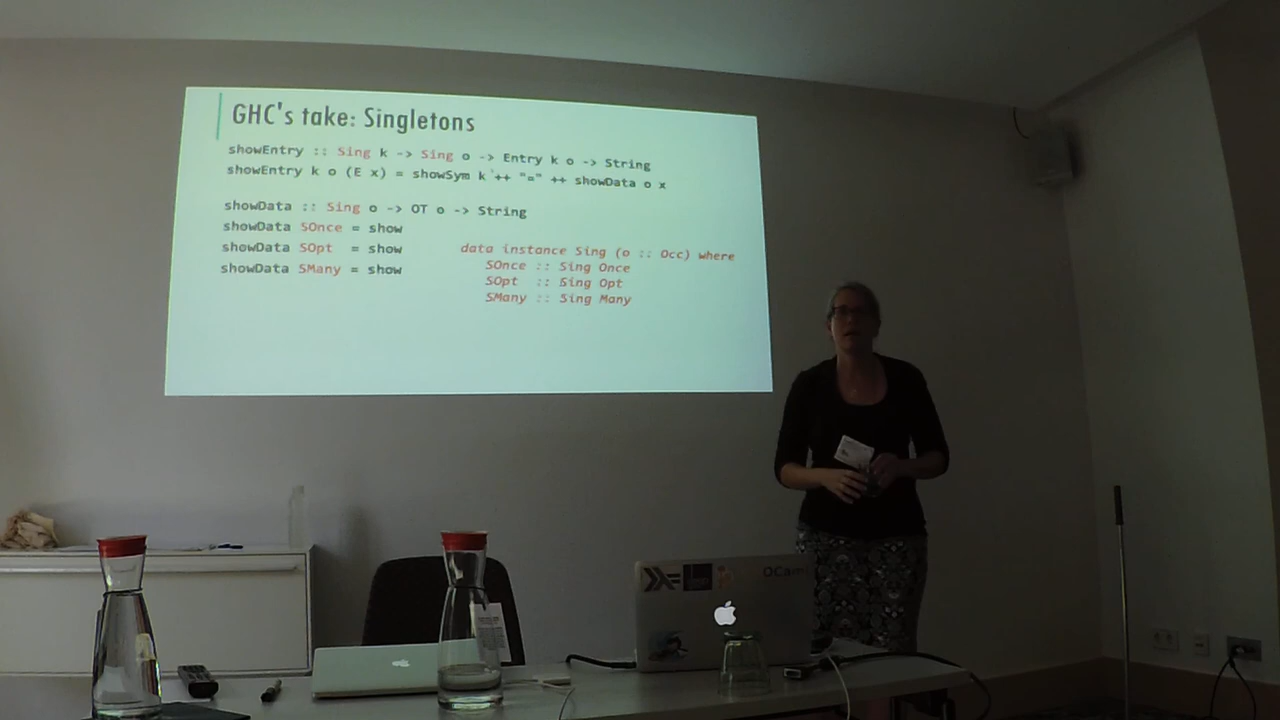 GHC's take: Singletons
showEntry :: Sing k -> Sing o -> Entry k o -> String
showEntry k o (E x) = showSym k ++ "=" ++ showData o x
showData :: Sing o -> OT o -> String
showData SOnce = show
showData SOpt = show
showData SMany = show
data instance Sing (o :: Occ) where
SOnce :: Sing Once
SOpt :: Sing Opt
SMany :: Sing Many